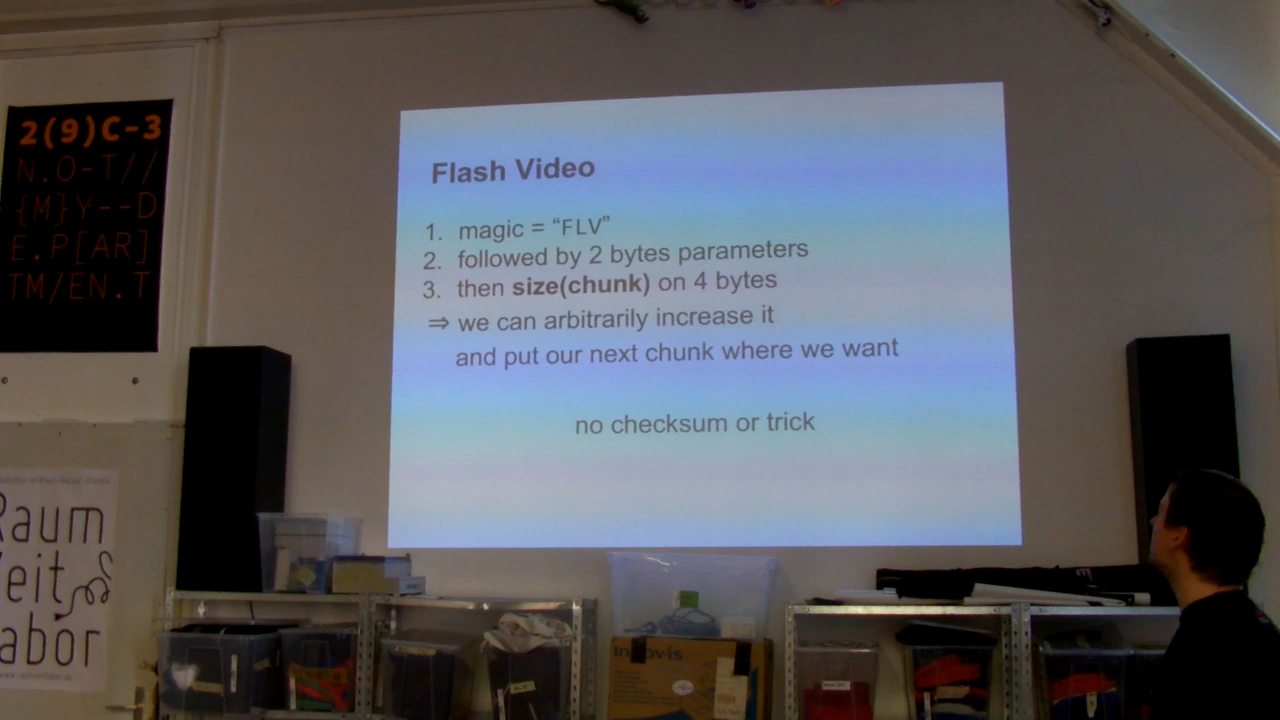 2(9)C-3
N.O-T//
{M}Y--D
E.P[AR]
TM/EN.T
Flash Video
1. magic = “FLV”
2. followed by 2 bytes parameters
3. then size(chunk) on 4 bytes
⇒ we can arbitrarily increase it
and put our next chunk where we want
no checksum or trick
Raum
Zeit
Labor